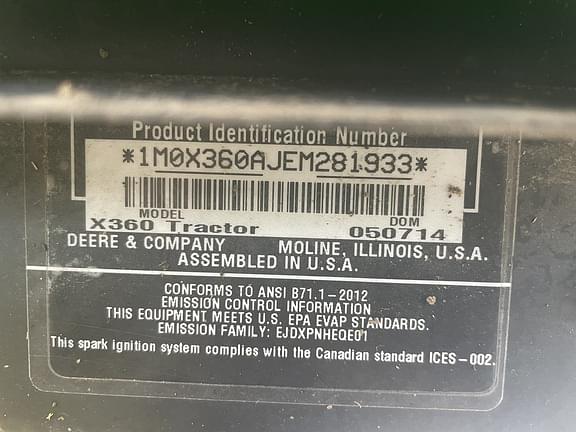 Product Identification Number
*1M0X360AJEM281933*
MODEL DOM
X360 Tractor 050714
DEERE & COMPANY MOLINE, ILLINOIS, U.S.A.
ASSEMBLED IN U.S.A.
CONFORMS TO ANSI B71.1-2012
EMISSION CONTROL INFORMATION
THIS EQUIPMENT MEETS U.S. EPA EVAP STANDARDS.
EMISSION FAMILY: EJDXPNHEQE01
This spark ignition system complies with the Canadian standard ICES-002.